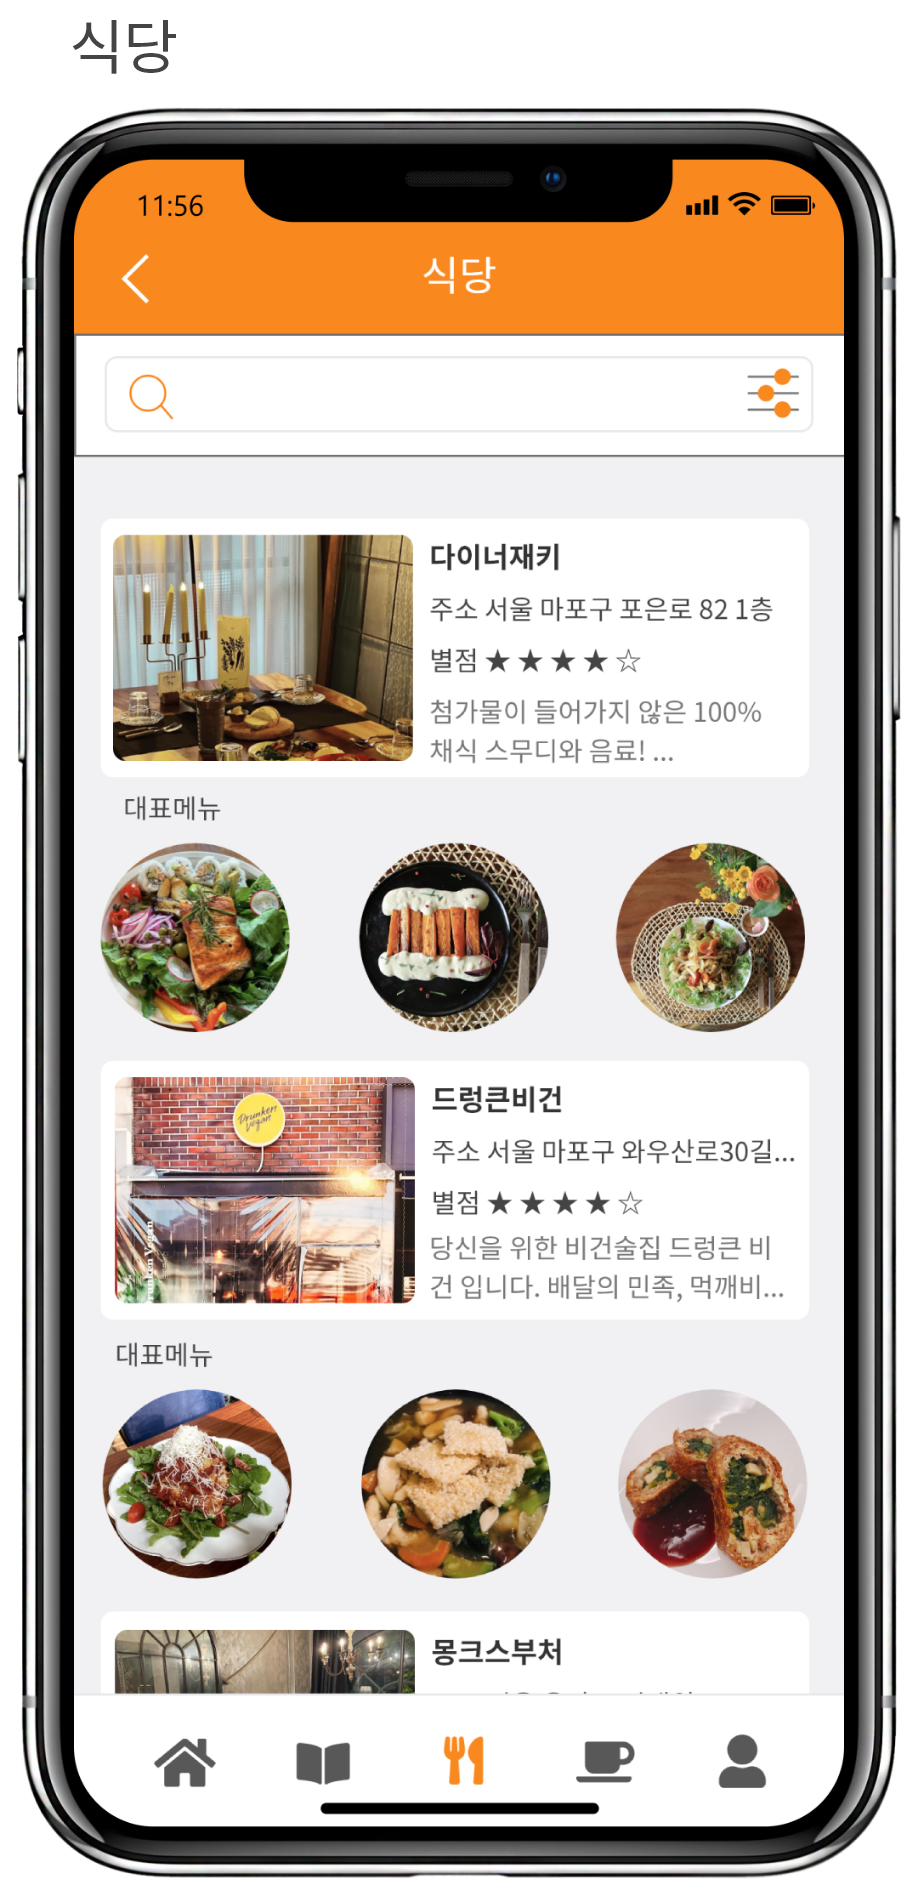 식당
11:56
식당
다이너재키
주소 서울 마포구 포은로 82 1층
별점 ★ ★ ★ ★ ☆
첨가물이 들어가지 않은 100%
채식 스무디와 음료! ...
대표메뉴
Drunken
Vegan
드렁큰비건
주소 서울 마포구 와우산로30길...
별점 ★ ★ ★ ★ ☆
당신을 위한 비건술집 드렁큰 비
건 입니다. 배달의 민족, 먹깨비...
대표메뉴
몽크스부처